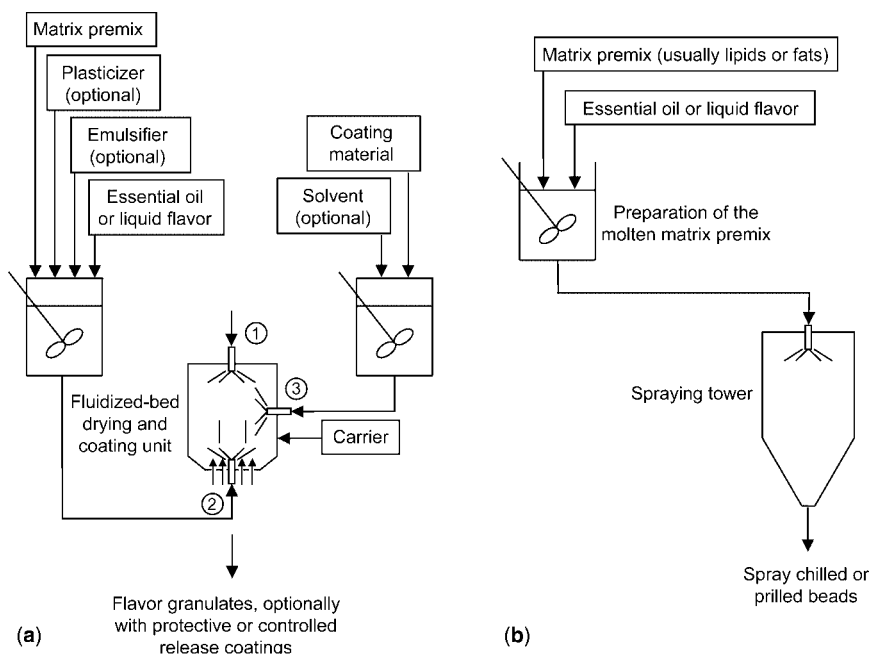 Matrix premix
Plasticizer
(optional)
Emulsifier
(optional)
Essential oil
or liquid flavor
Coating
material
Solvent
(optional)
1
3
Fluidized-bed
drying and
coating unit
Carrier
2
Flavor granulates, optionally
with protective or controlled
release coatings
(a)
Matrix premix (usually lipids or fats)
Essential oil or liquid flavor
Preparation of the
molten matrix premix
Spraying tower
Spray chilled or
prilled beads
(b)